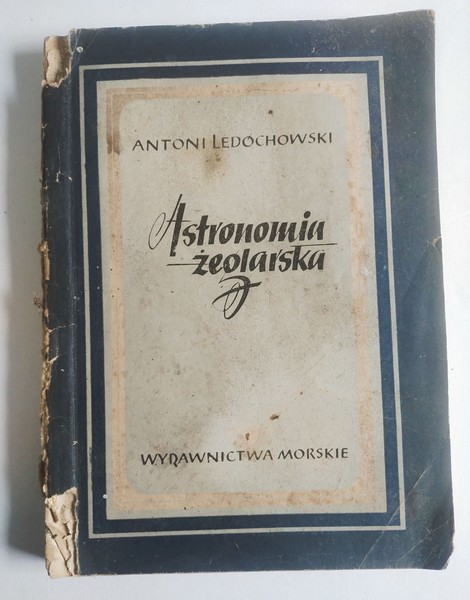 ANTONI LEDÓCHOWSKI
Astronomia
żeglarska
WYDAWNICTWA MORSKIE